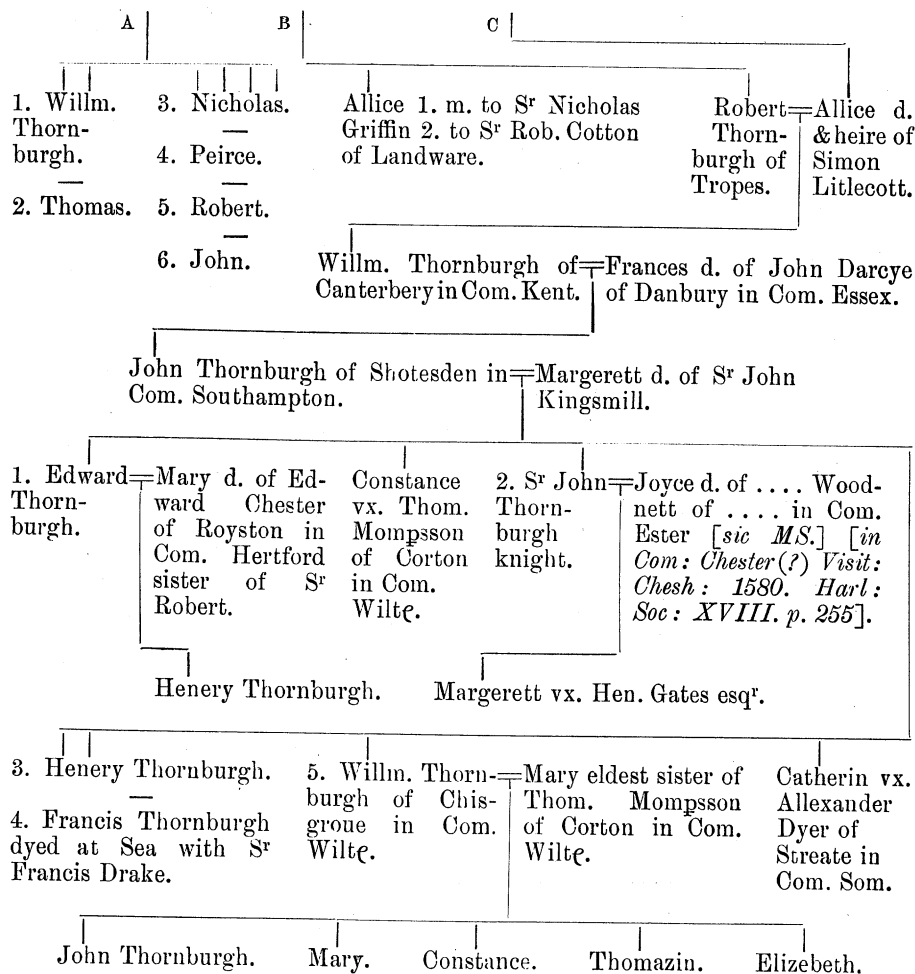 A B C
1. Willm.
Thorn-
burgh.
2. Thomas.
3. Nicholas.
4. Peirce.
5. Robert.
6. John.
Allice 1. m. to Sʳ Nicholas
Griffin 2. to Sʳ Rob. Cotton
of Landware.
Robert
Thorn-
burgh of
Tropes.
Allice d.
& heire of
Simon
Litlecott.
Willm. Thornburgh of
Canterbery in Com. Kent.
Frances d. of John Darcye
of Danbury in Com. Essex.
John Thornburgh of Shotesden in
Com. Southampton.
Margerett d. of Sʳ John
Kingsmill.
1. Edward
Thorn-
burgh.
Mary d. of Ed-
ward Chester
of Royston in
Com. Hertford
sister of Sʳ
Robert.
Constance
vx. Thom.
Mompsson
of Corton
in Com.
Wiltę.
2. Sʳ John
Thorn-
burgh
knight.
Joyce d. of .... Wood-
nett of .... in Com.
Ester [sic MS.] [in
Com: Chester (?) Visit:
Chesh: 1580. Harl:
Soc: XVIII. p. 255].
Henery Thornburgh.
Margerett vx. Hen. Gates esqʳ.
3. Henery Thornburgh.
4. Francis Thornburgh
dyed at Sea with Sʳ
Francis Drake.
5. Willm. Thorn-
burgh of Chis-
groue in Com.
Wiltę.
Mary eldest sister of
Thom. Mompsson
of Corton in Com.
Wiltę.
Catherin vx.
Allexander
Dyer of
Streate in
Com. Som.
John Thornburgh. Mary. Constance. Thomazin. Elizebeth.